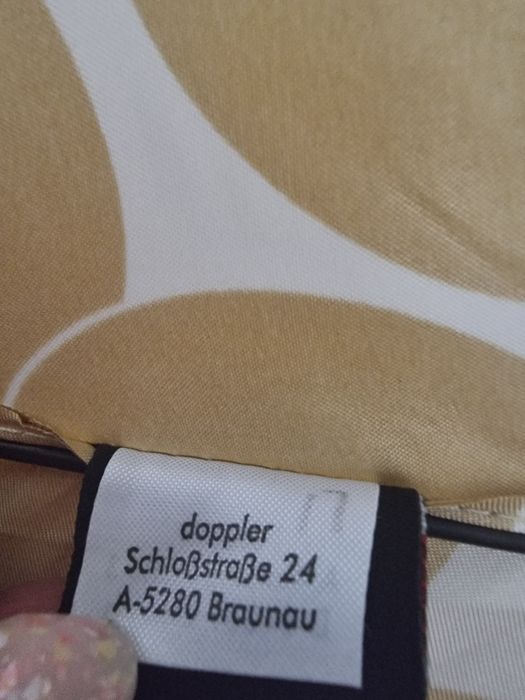 doppler
Schloßstraße 24
A-5280 Braunau